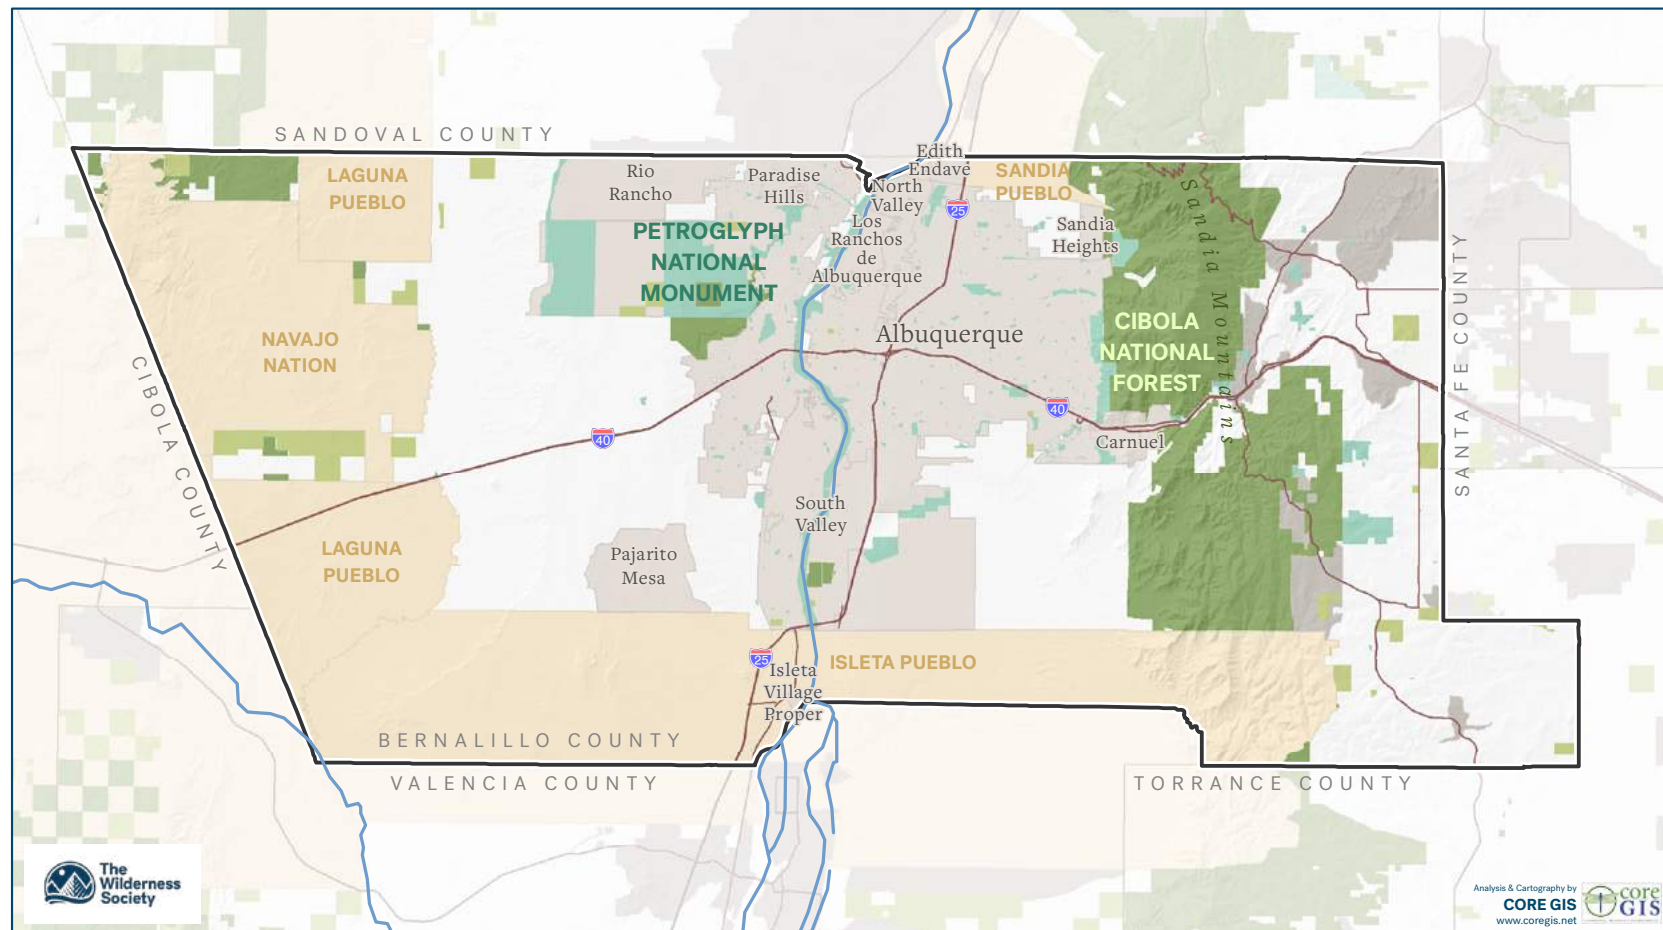 SANDOVAL COUNTY
LAGUNA
PUEBLO
Rio
Rancho
Paradise
Hills
Edith
Endave
North
Valley
25
SANDIA
PUEBLO
Sandia
Heights
Los
Ranchos
de
Albuquerque
PETROGLYPH
NATIONAL
MONUMENT
Sandia Mountains
CIBOLA
NATIONAL
FOREST
Albuquerque
NAVAJO
NATION
CIBOLA COUNTY
SANTA FE COUNTY
40
40
Carnuel
South
Valley
LAGUNA
PUEBLO
Pajarito
Mesa
25
Isleta
Village
Proper
ISLETA PUEBLO
BERNALILLO COUNTY
VALENCIA COUNTY
TORRANCE COUNTY
The
Wilderness
Society
Analysis & Cartography by
CORE GIS
www.coregis.net
core
GIS